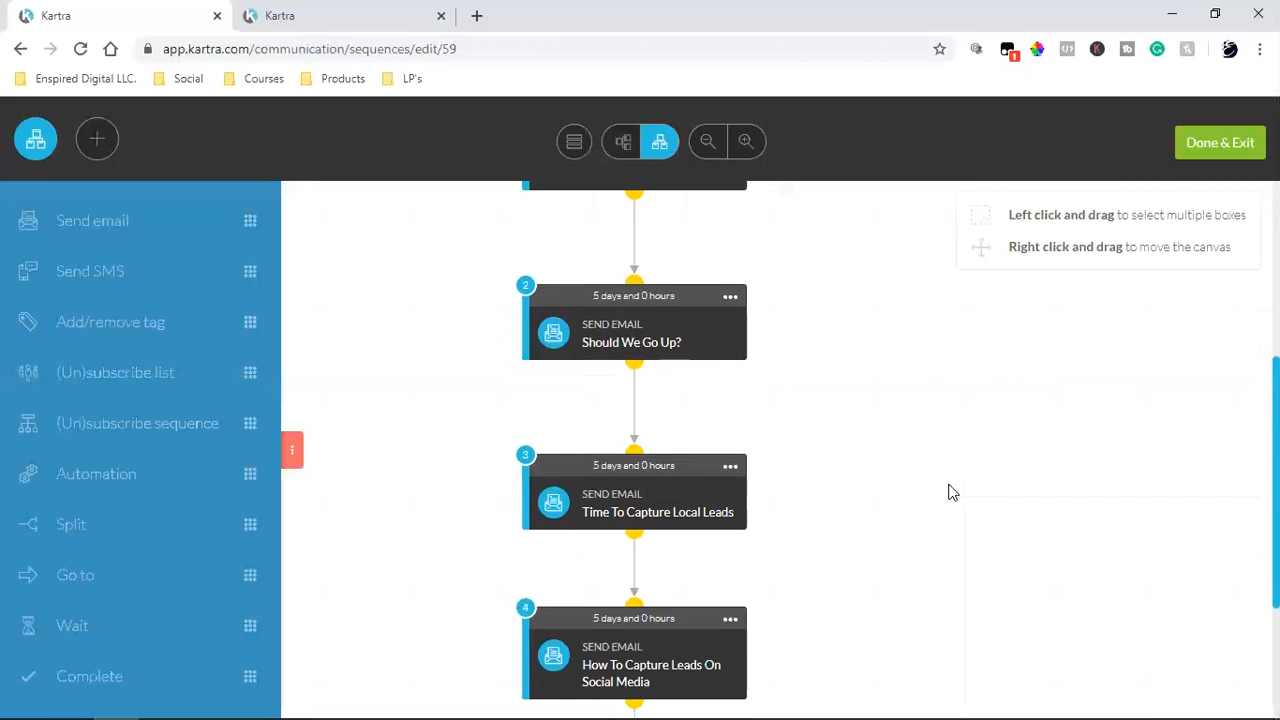 Kartra
Kartra
app.kartra.com/communication/sequences/edit/59
1
Enspired Digital LLC.
Social
Courses
Products
LP's
Done & Exit
Send email
Send SMS
Add/remove tag
(Un)subscribe list
(Un)subscribe sequence
Automation
Split
Go to
Wait
Complete
Left click and drag to select multiple boxes
Right click and drag to move the canvas
2
5 days and 0 hours
SEND EMAIL
Should We Go Up?
3
5 days and 0 hours
SEND EMAIL
Time To Capture Local Leads
4
5 days and 0 hours
SEND EMAIL
How To Capture Leads On
Social Media